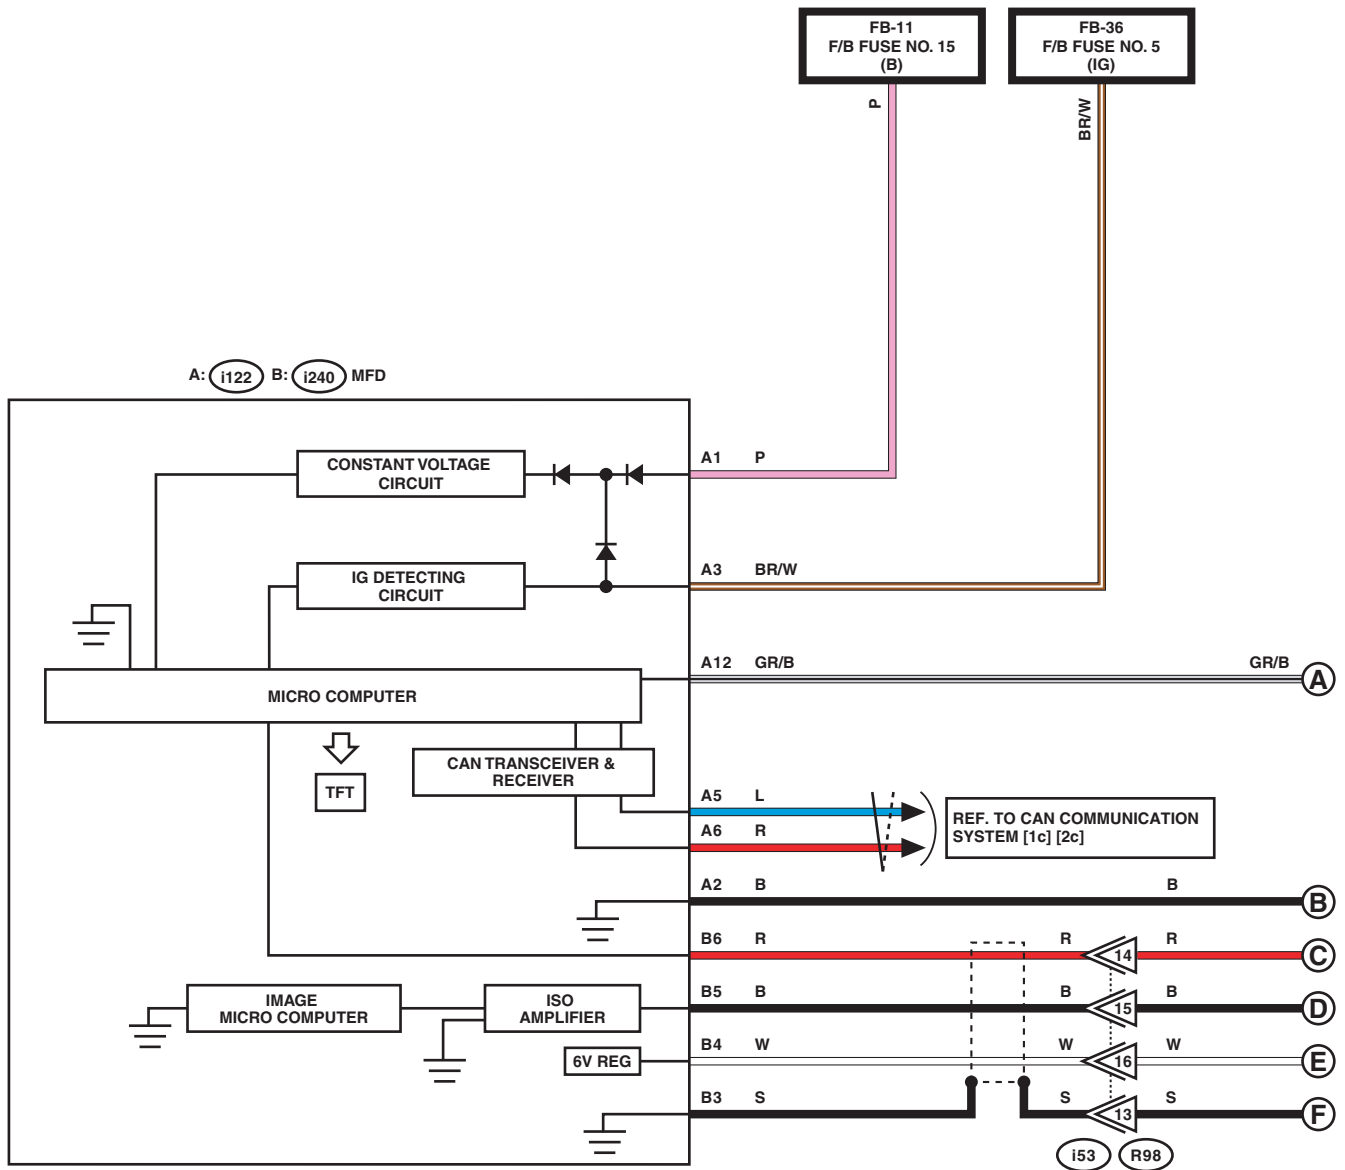 FB-11
F/B FUSE NO. 15
(B)
FB-36
F/B FUSE NO. 5
(IG)
P
BR/W
A: i122 B: i240 MFD
CONSTANT VOLTAGE
CIRCUIT
A1 P
IG DETECTING
CIRCUIT
A3 BR/W
A12 GR/B GR/B A
MICRO COMPUTER
TFT
CAN TRANSCEIVER &
RECEIVER
A5 L
A6 R
REF. TO CAN COMMUNICATION
SYSTEM [1c] [2c]
A2 B B B
B6 R R 14 R C
IMAGE
MICRO COMPUTER
ISO
AMPLIFIER
B5 B B 15 B D
6V REG
B4 W W 16 W E
B3 S S 13 S F
i53 R98